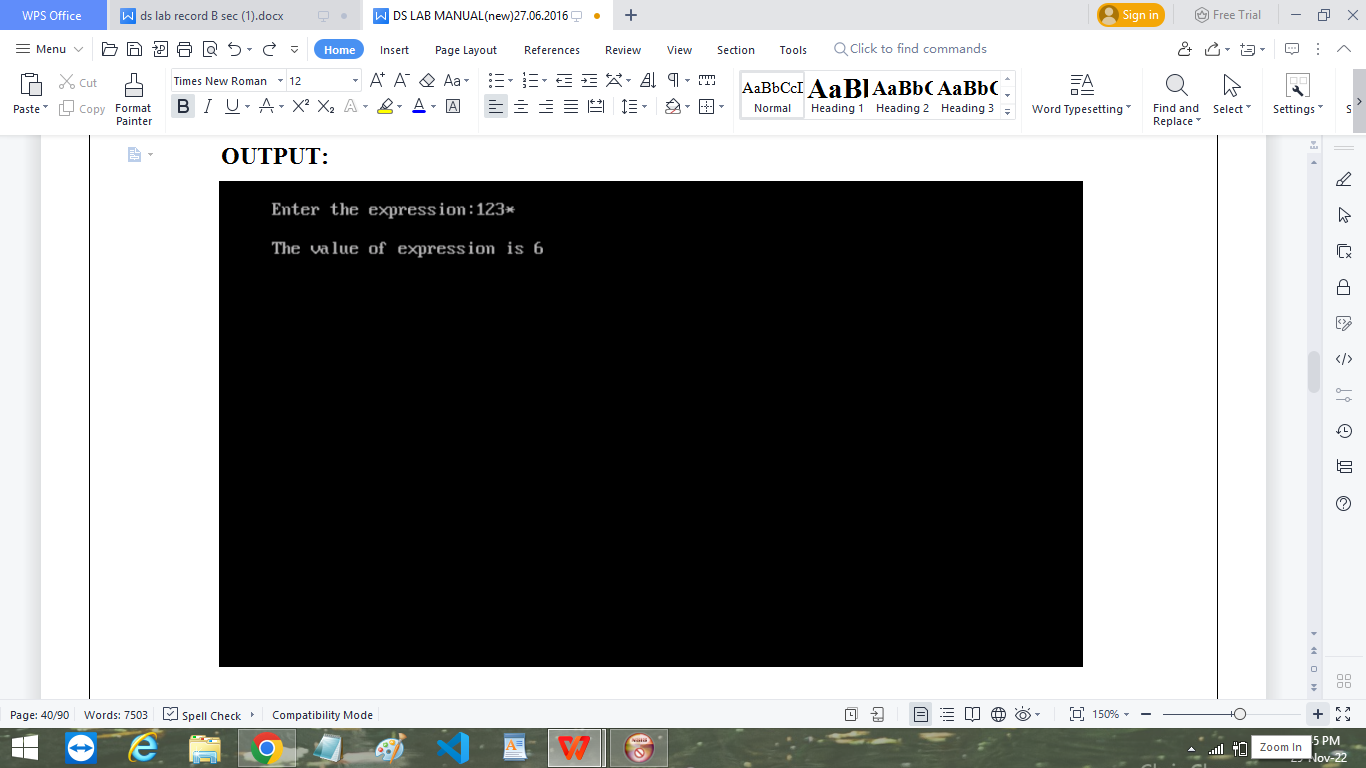 WPS Office
ds lab record B sec (1).docx
DS LAB MANUAL(new)27.06.2016
Sign in
Free Trial
Menu
Home
Insert
Page Layout
References
Review
View
Section
Tools
Click to find commands
Paste
Cut
Copy
Format
Painter
Times New Roman
12
AaBbCcD
Normal
AaBl
Heading 1
AaBbC
Heading 2
AaBbC
Heading 3
Word Typesetting
Find and
Replace
Select
Settings
S
OUTPUT:
Enter the expression:123*
The value of expression is 6
Page: 40/90
Words: 7503
Spell Check
Compatibility Mode
150%
5 PM
Zoom In